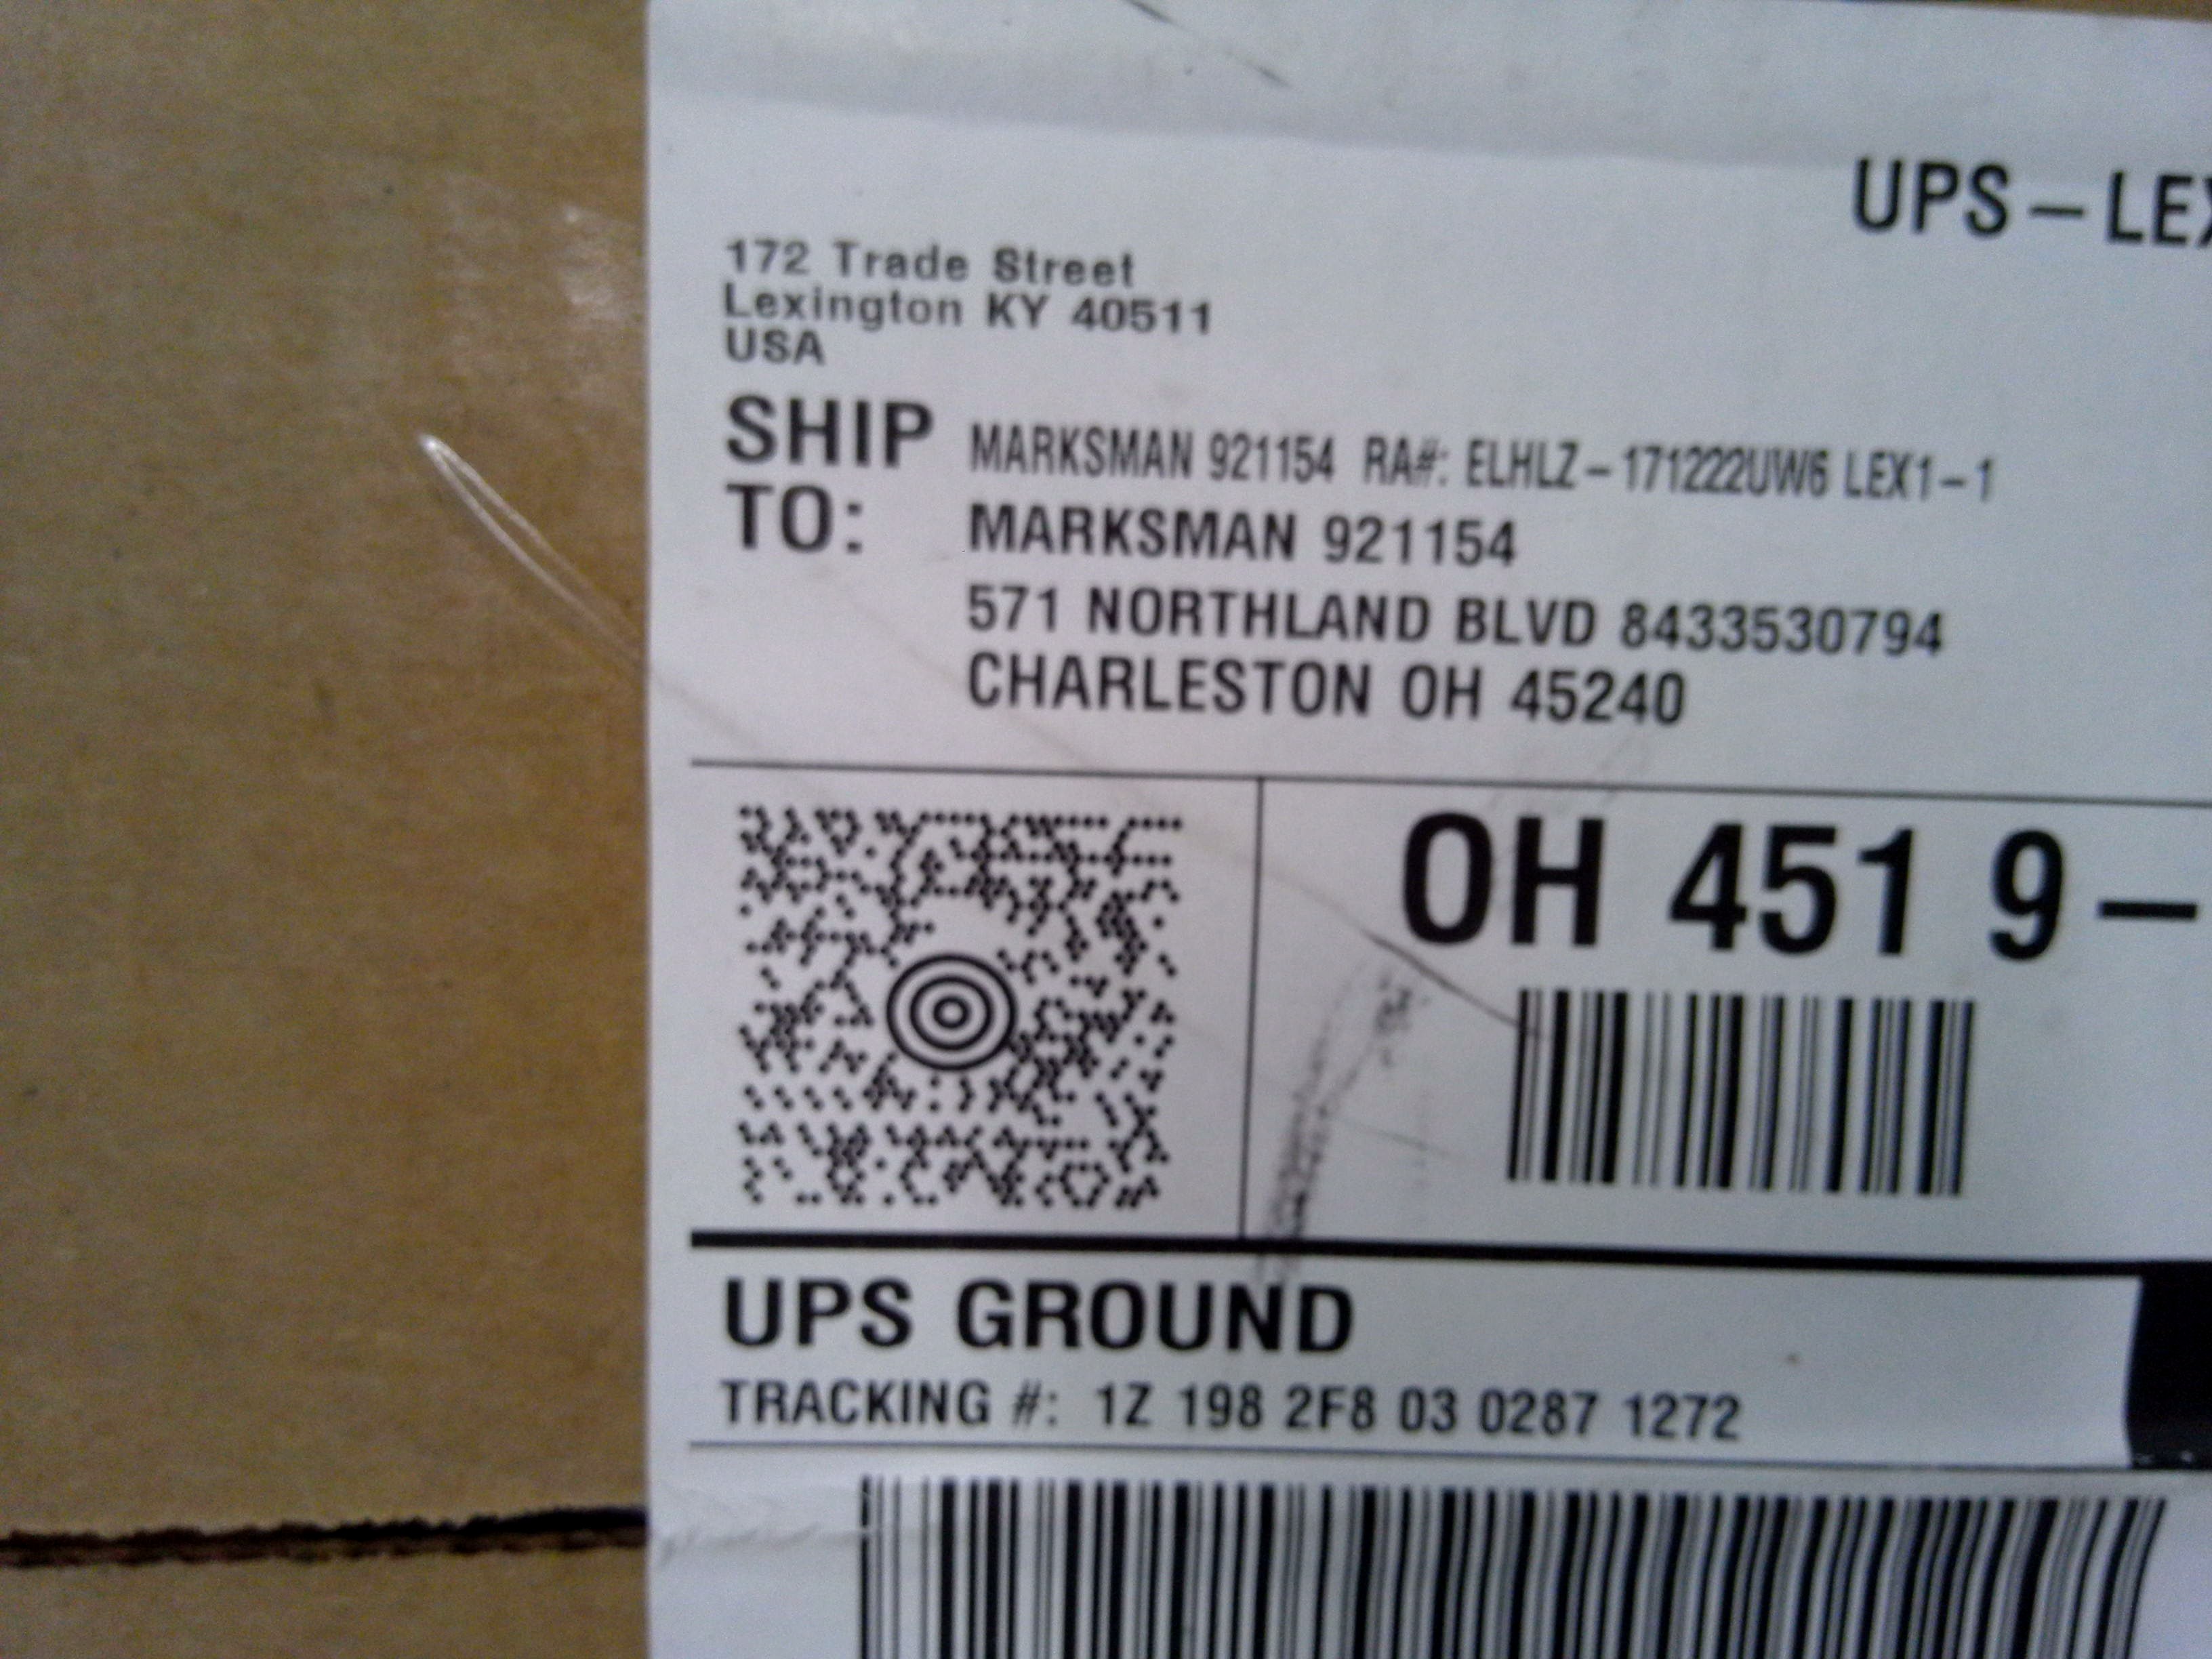 UPS – LEX
172 Trade Street
Lexington KY 40511
USA
SHIP TO:
MARKSMAN 921154 RA#: ELHLZ – 171222UW6 LEX1 – 1
MARKSMAN 921154
571 NORTHLAND BLVD 8433530794
CHARLESTON OH 45240
OH 451 9 –
UPS GROUND
TRACKING #: 1Z 198 2F8 03 0287 1272